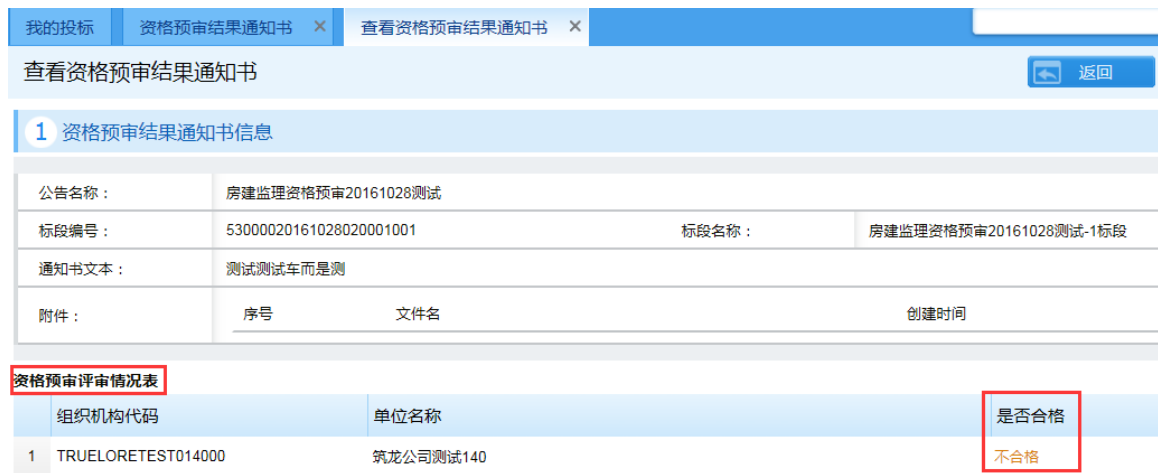 我的投标 资格预审结果通知书 × 查看资格预审结果通知书 ×
查看资格预审结果通知书 返回
1 资格预审结果通知书信息
公告名称： 房建监理资格预审20161028测试
标段编号： 53000020161028020001001 标段名称： 房建监理资格预审20161028测试-1标段
通知书文本： 测试测试车而是测
附件： 序号 文件名 创建时间
资格预审评审情况表
组织机构代码 单位名称 是否合格
1 TRUELORETEST014000 筑龙公司测试140 不合格